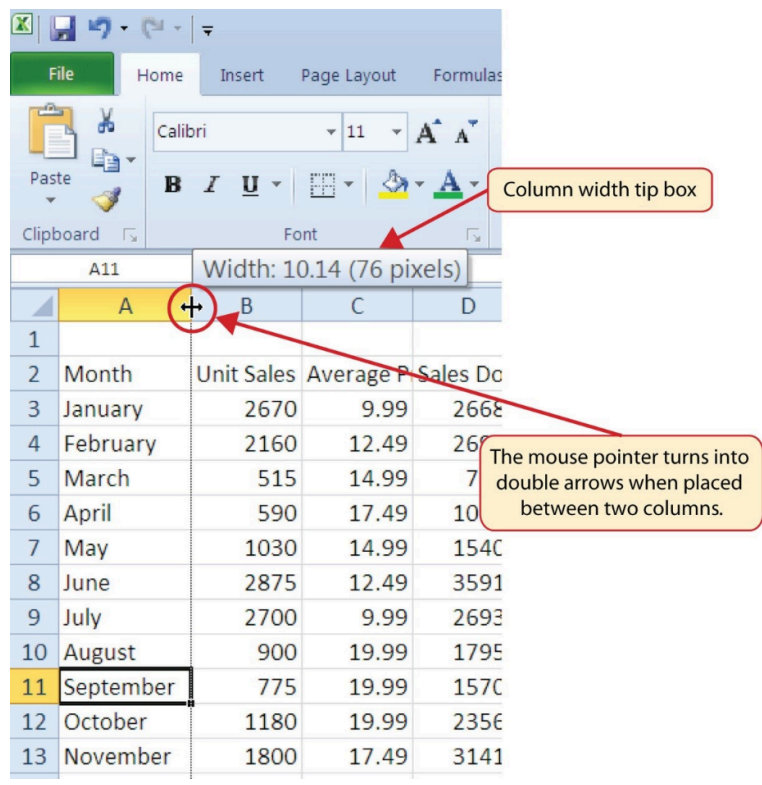 File Home Insert Page Layout Formulas
Calibri 11 A A
Paste B I U A
Column width tip box
Clipboard Font
A11 Width: 10.14 (76 pixels)
A B C D
1
2 Month Unit Sales Average P Sales Do
3 January 2670 9.99 2668
4 February 2160 12.49
5 March 515 14.99 7
6 April 590 17.49 10
7 May 1030 14.99 1540
8 June 2875 12.49 3591
9 July 2700 9.99 2693
10 August 900 19.99 1795
11 September 775 19.99 1570
12 October 1180 19.99 2356
13 November 1800 17.49 3141
The mouse pointer turns into
double arrows when placed
between two columns.